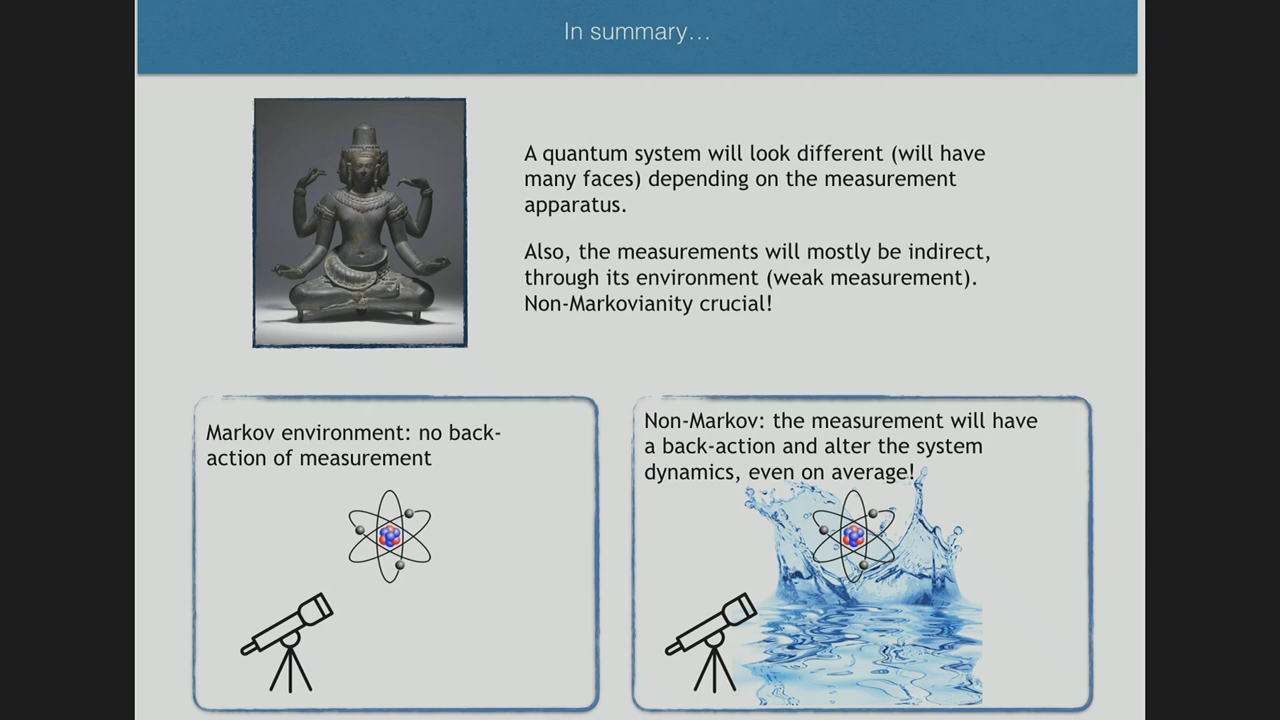 In summary…
A quantum system will look different (will have
many faces) depending on the measurement
apparatus.
Also, the measurements will mostly be indirect,
through its environment (weak measurement).
Non-Markovianity crucial!
Markov environment: no back-
action of measurement
Non-Markov: the measurement will have
a back-action and alter the system
dynamics, even on average!